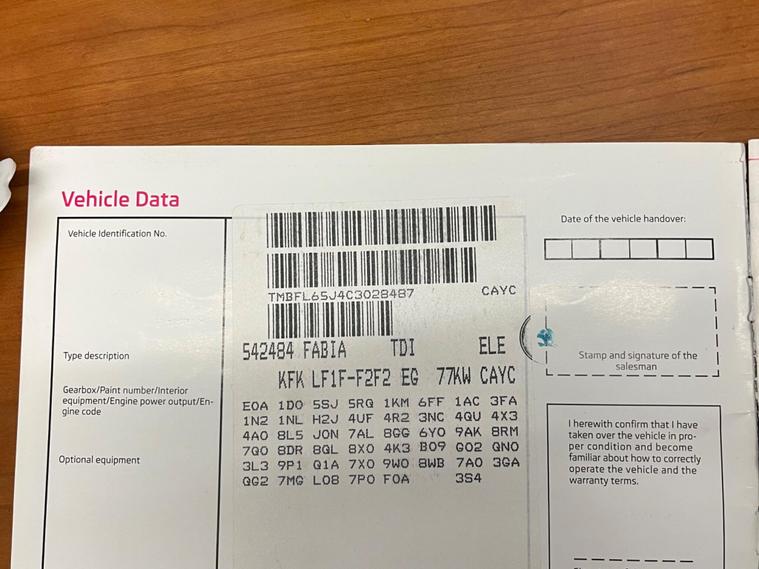 Vehicle Data
Vehicle Identification No.
TMBFL65J4C3028487 CAYC
Type description
542484 FABIA TDI ELE
Gearbox/Paint number/Interior
equipment/Engine power output/En-
gine code
KFK LF1F-F2F2 EG 77KW CAYC
Optional equipment
E0A 1D0 5SJ 5RQ 1KM 6FF 1AC 3FA
1N2 1NL H2J 4UF 4R2 3NC 4QU 4X3
4A0 8L5 J0N 7AL 8GG 6Y0 9AK 8RM
7Q0 8DR 8QL 8X0 4K3 B09 G02 QN0
3L3 9P1 Q1A 7X0 9W0 8WB 7A0 3GA
QG2 7MG L0B 7P0 F0A 3S4
Date of the vehicle handover:
Stamp and signature of the
salesman
I herewith confirm that I have
taken over the vehicle in pro-
per condition and become
familiar about how to correctly
operate the vehicle and the
warranty terms.